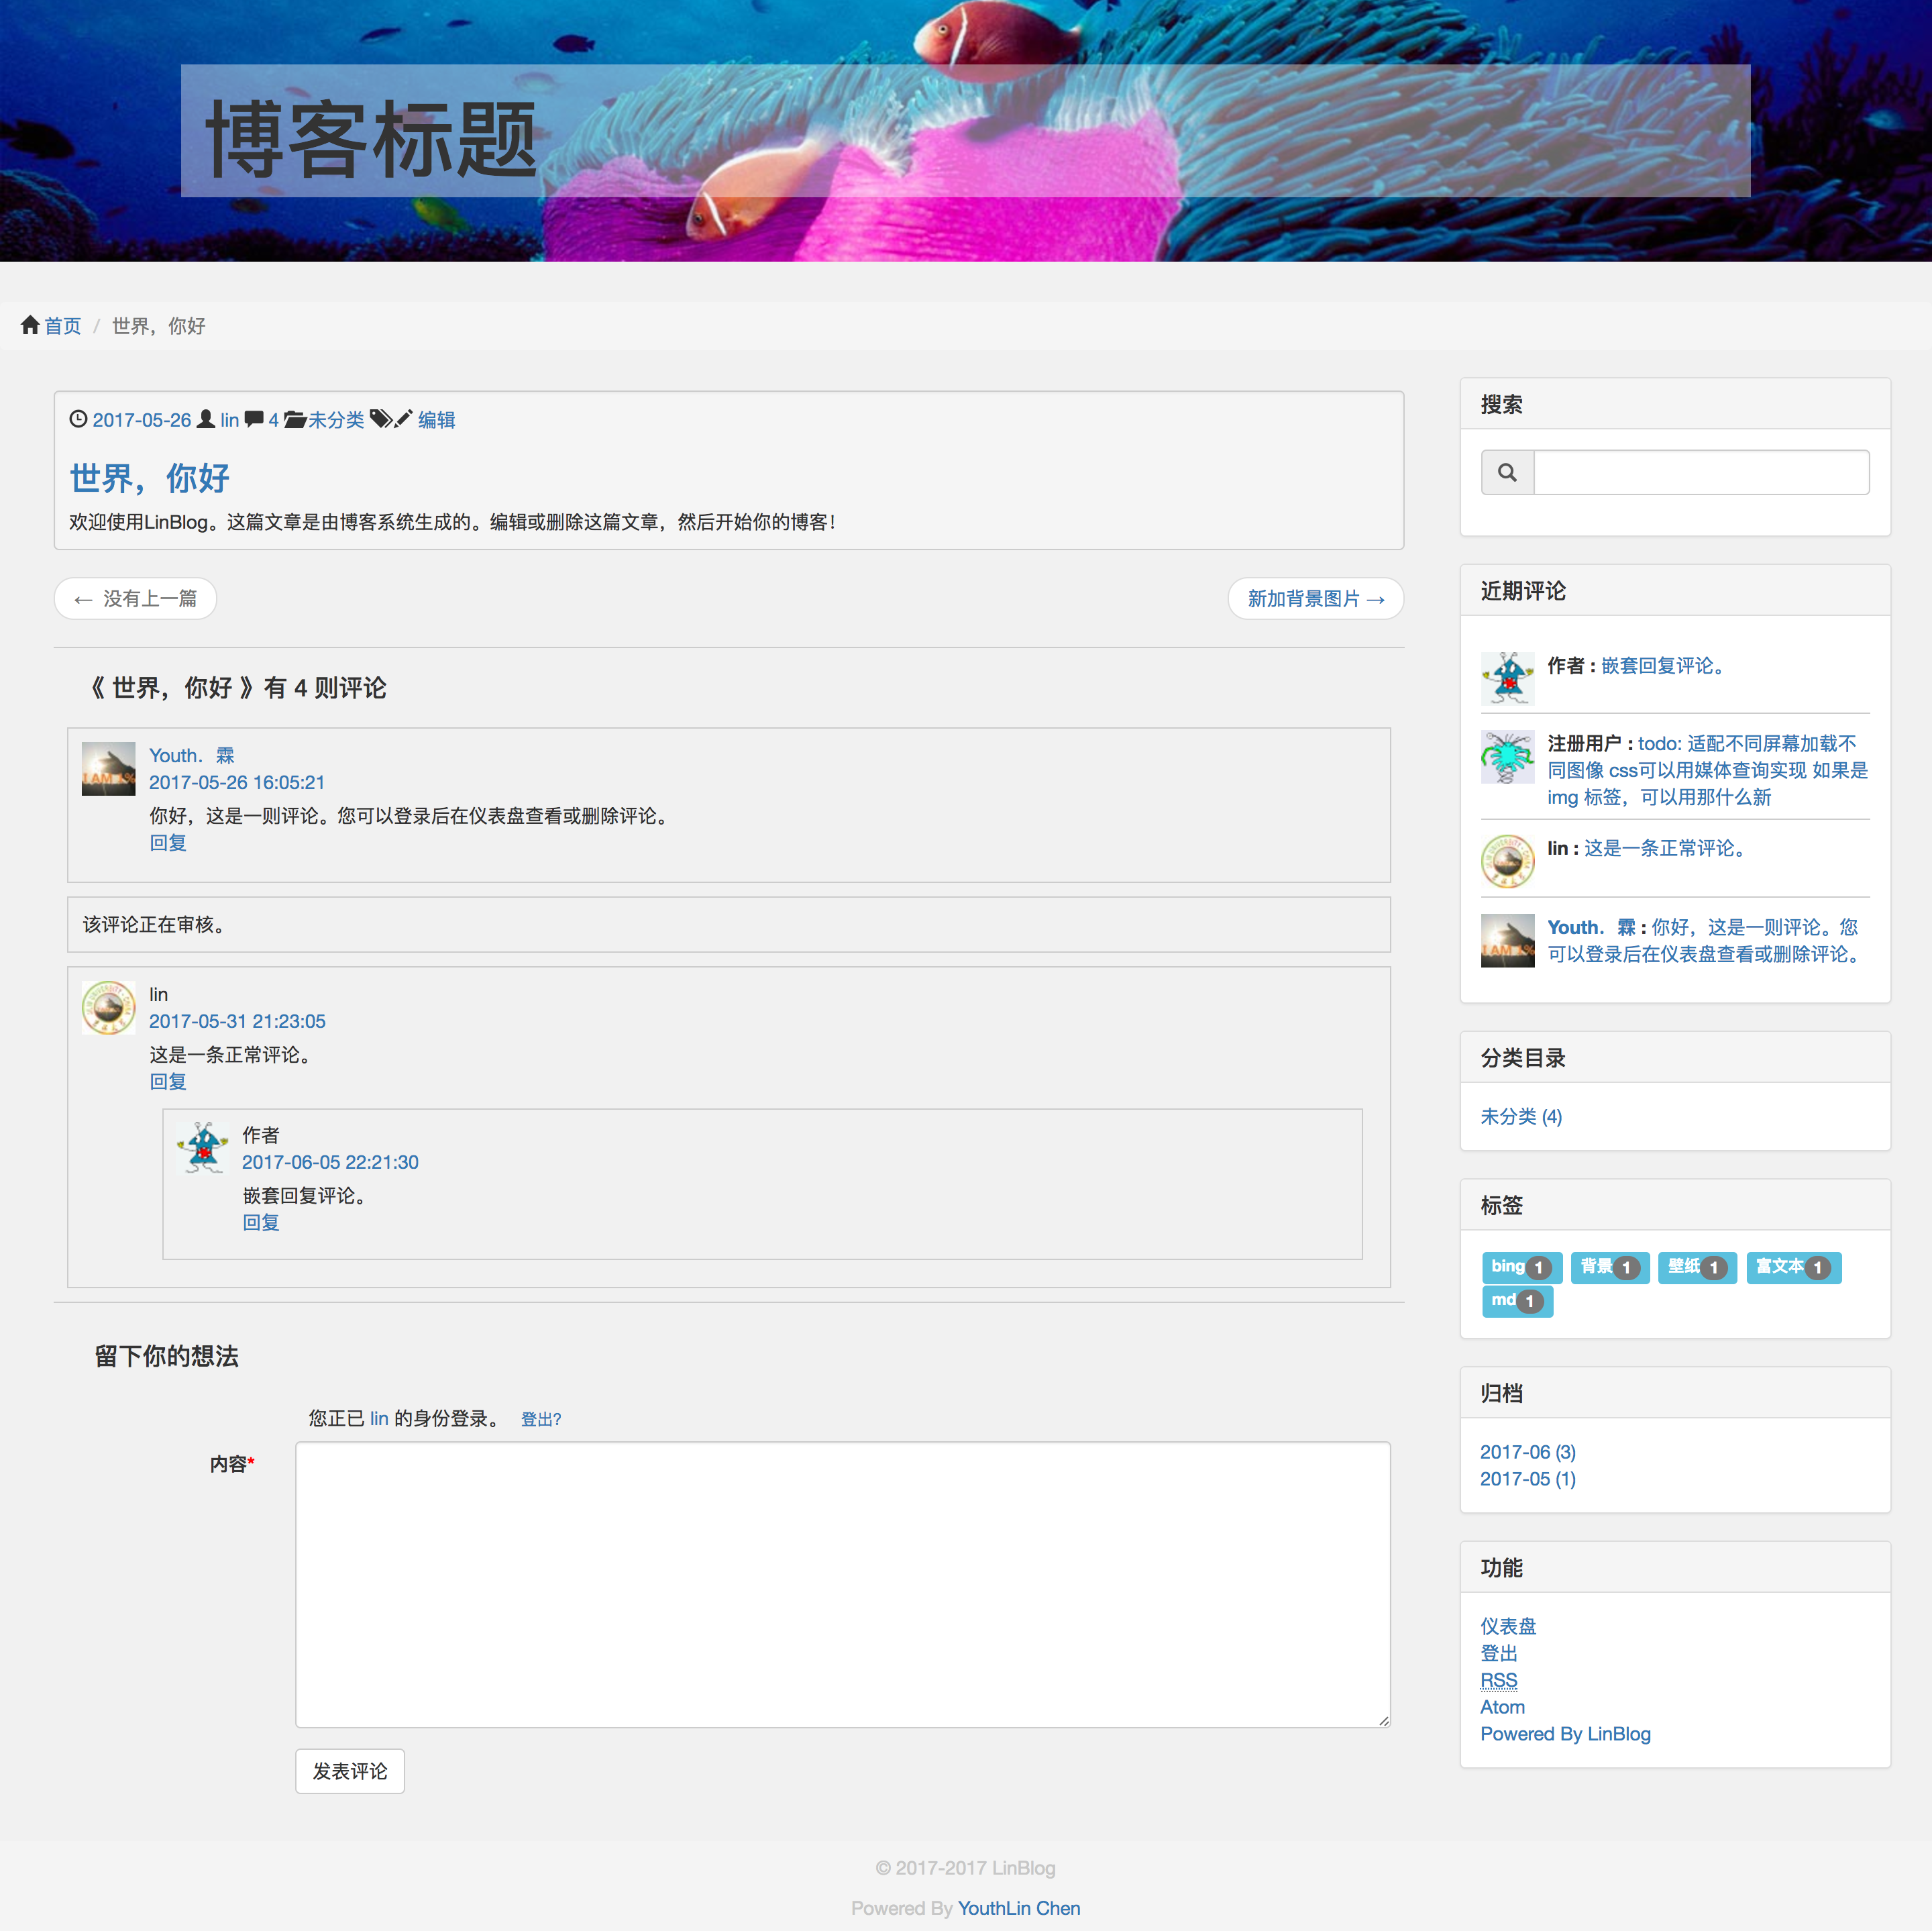 博客标题
首页 / 世界，你好
2017-05-26 lin 4 未分类 编辑
世界，你好
欢迎使用LinBlog。这篇文章是由博客系统生成的。编辑或删除这篇文章，然后开始你的博客！
← 没有上一篇
新加背景图片 →
《 世界，你好 》有 4 则评论
I AM 1%
Youth．霖
2017-05-26 16:05:21
你好，这是一则评论。您可以登录后在仪表盘查看或删除评论。
回复
该评论正在审核。
lin
2017-05-31 21:23:05
这是一条正常评论。
回复
作者
2017-06-05 22:21:30
嵌套回复评论。
回复
留下你的想法
您正已 lin 的身份登录。 登出?
内容*
发表评论
搜索
近期评论
作者 : 嵌套回复评论。
注册用户 : todo: 适配不同屏幕加载不
同图像 css可以用媒体查询实现 如果是
img 标签，可以用那什么新
lin : 这是一条正常评论。
I AM 1%
Youth．霖 : 你好，这是一则评论。您
可以登录后在仪表盘查看或删除评论。
分类目录
未分类 (4)
标签
bing 1 背景 1 壁纸 1 富文本 1
md 1
归档
2017-06 (3)
2017-05 (1)
功能
仪表盘
登出
RSS
Atom
Powered By LinBlog
© 2017-2017 LinBlog
Powered By YouthLin Chen